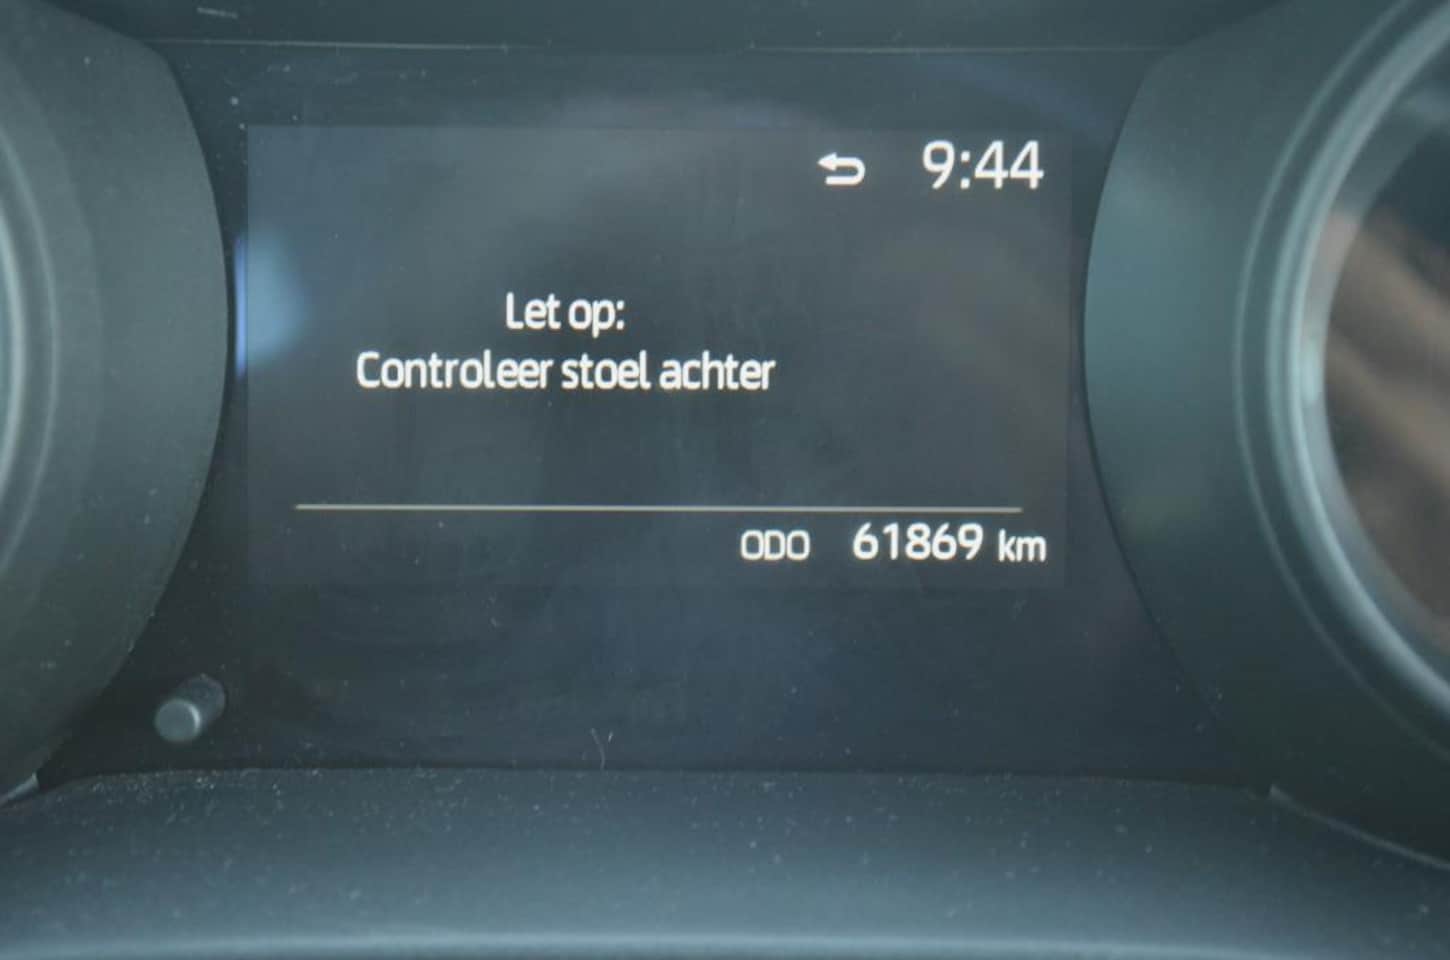 9:44
Let op:
Controleer stoel achter
ODO 61869 km